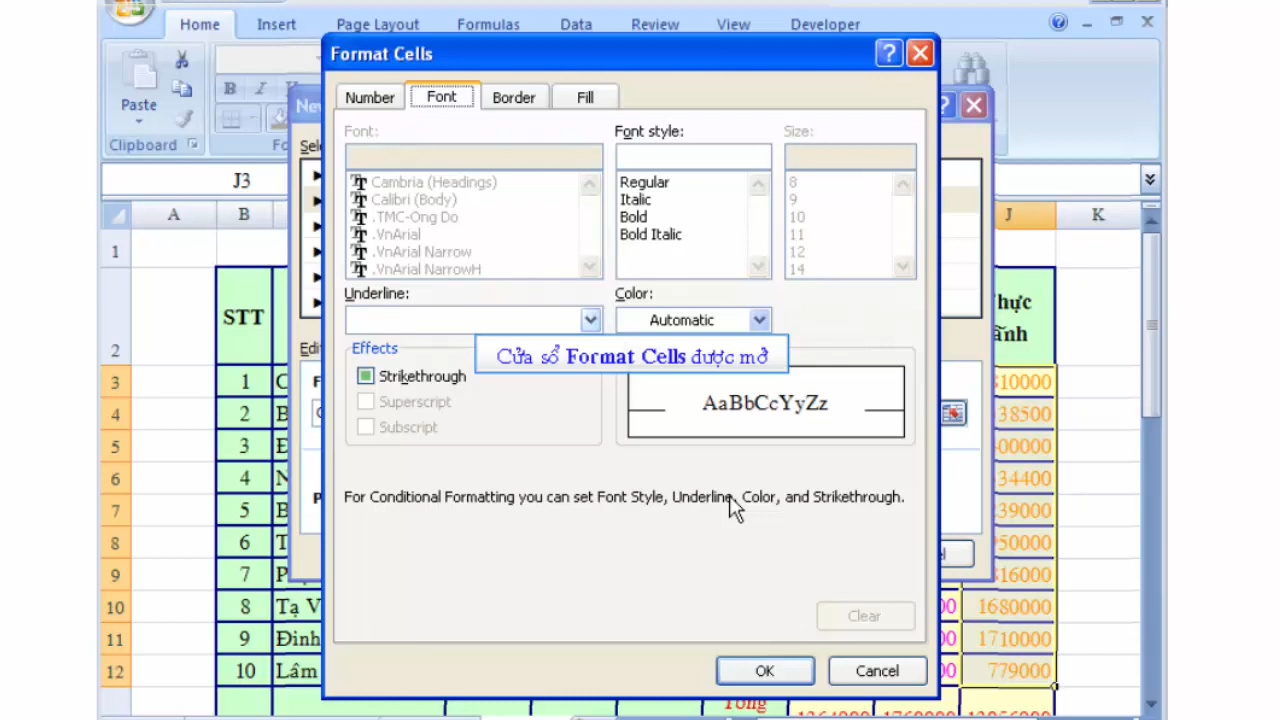 Home Insert Page Layout Formulas Data Review View Developer
Format Cells
Paste
Clipboard
Number Font Border Fill
Font: Font style: Size:
Cambria (Headings) Regular 8
Calibri (Body) Italic 9
.TMC-Ong Do Bold 10
.VnArial Bold Italic 11
.VnArial Narrow 12
.VnArial NarrowH 14
Underline: Color:
Automatic
Cửa sổ Format Cells được mở
Effects
Strikethrough
Superscript
Subscript
AaBbCcYyZz
For Conditional Formatting you can set Font Style, Underline, Color, and Strikethrough.
Clear
OK Cancel
J3
A B J K
1
2 STT
3 1
4 2
5 3
6 4
7 5
8 6
9 7
10 8 Tạ 1680000
11 9 Đinh 1710000
12 10 Lâm 779000
Tổng